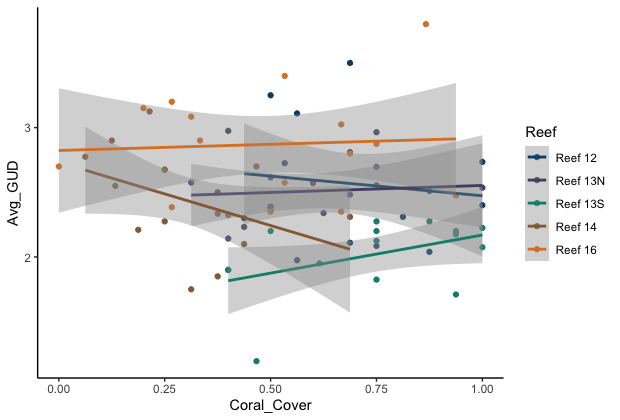 Avg_GUD
3
2
0.00 0.25 0.50 0.75 1.00
Coral_Cover
Reef
Reef 12
Reef 13N
Reef 13S
Reef 14
Reef 16